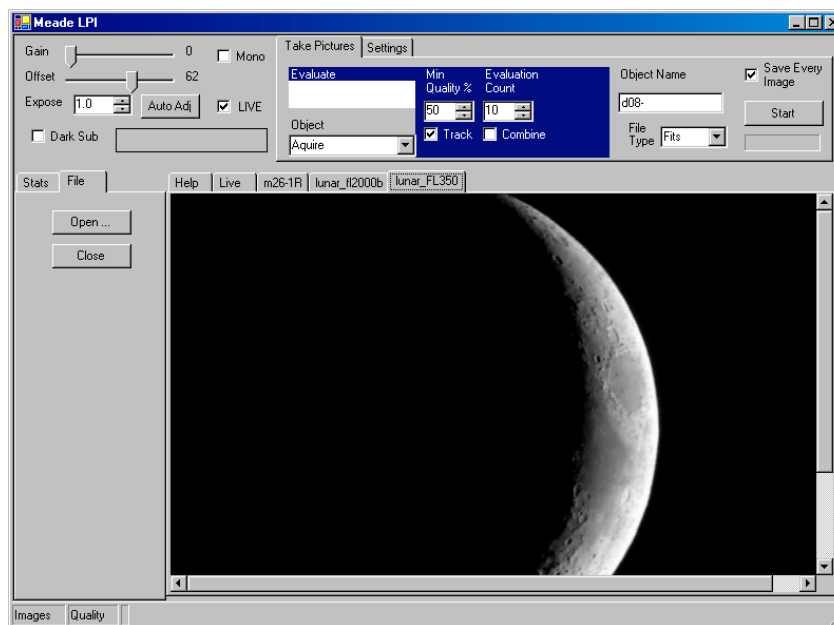 Meade LPI
Gain 0 Mono
Offset 62
Expose 1.0 Auto Adj LIVE
Dark Sub
Take Pictures Settings
Evaluate
Object
Aquire
Min Quality %
50
Track
Evaluation Count
10
Combine
Object Name
d08-
File Type Fits
Save Every Image
Start
Stats File
Open ...
Close
Help Live m26-1R lunar_fl2000b lunar_FL350
Images Quality